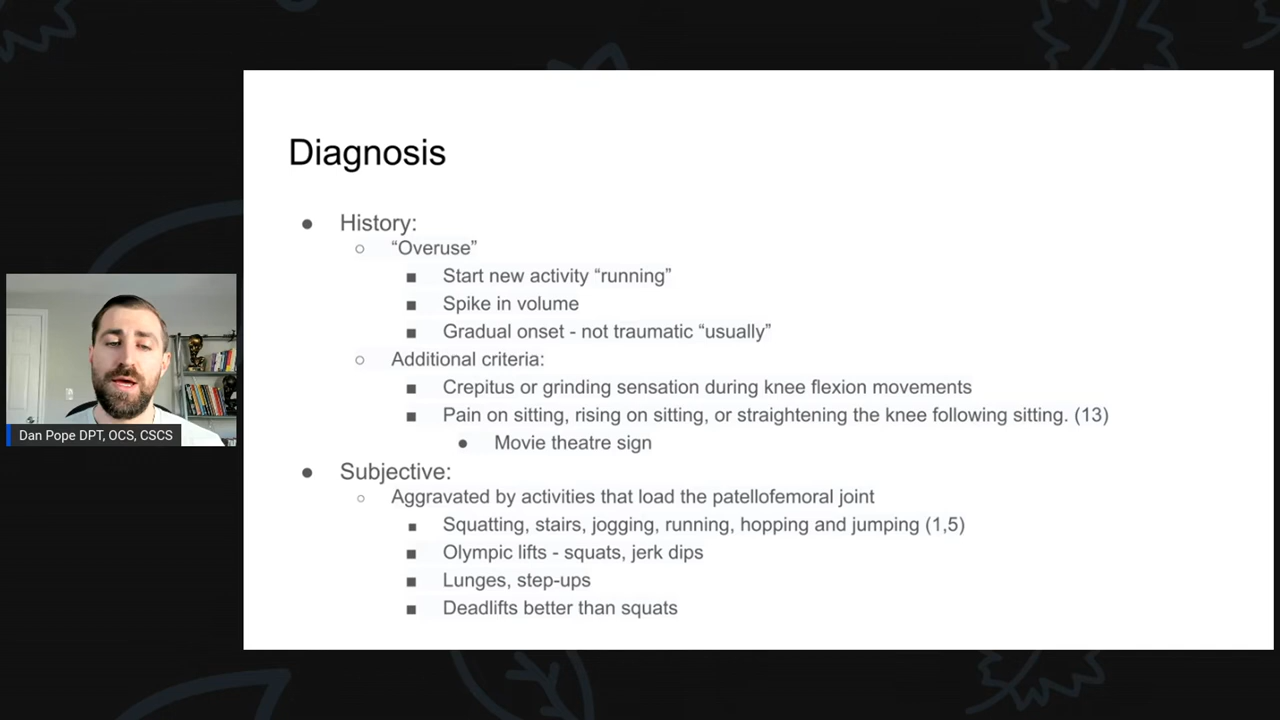 Diagnosis
● History:
○ “Overuse”
■ Start new activity “running”
■ Spike in volume
■ Gradual onset - not traumatic “usually”
○ Additional criteria:
■ Crepitus or grinding sensation during knee flexion movements
■ Pain on sitting, rising on sitting, or straightening the knee following sitting. (13)
● Movie theatre sign
● Subjective:
○ Aggravated by activities that load the patellofemoral joint
■ Squatting, stairs, jogging, running, hopping and jumping (1,5)
■ Olympic lifts - squats, jerk dips
■ Lunges, step-ups
■ Deadlifts better than squats
Dan Pope DPT, OCS, CSCS